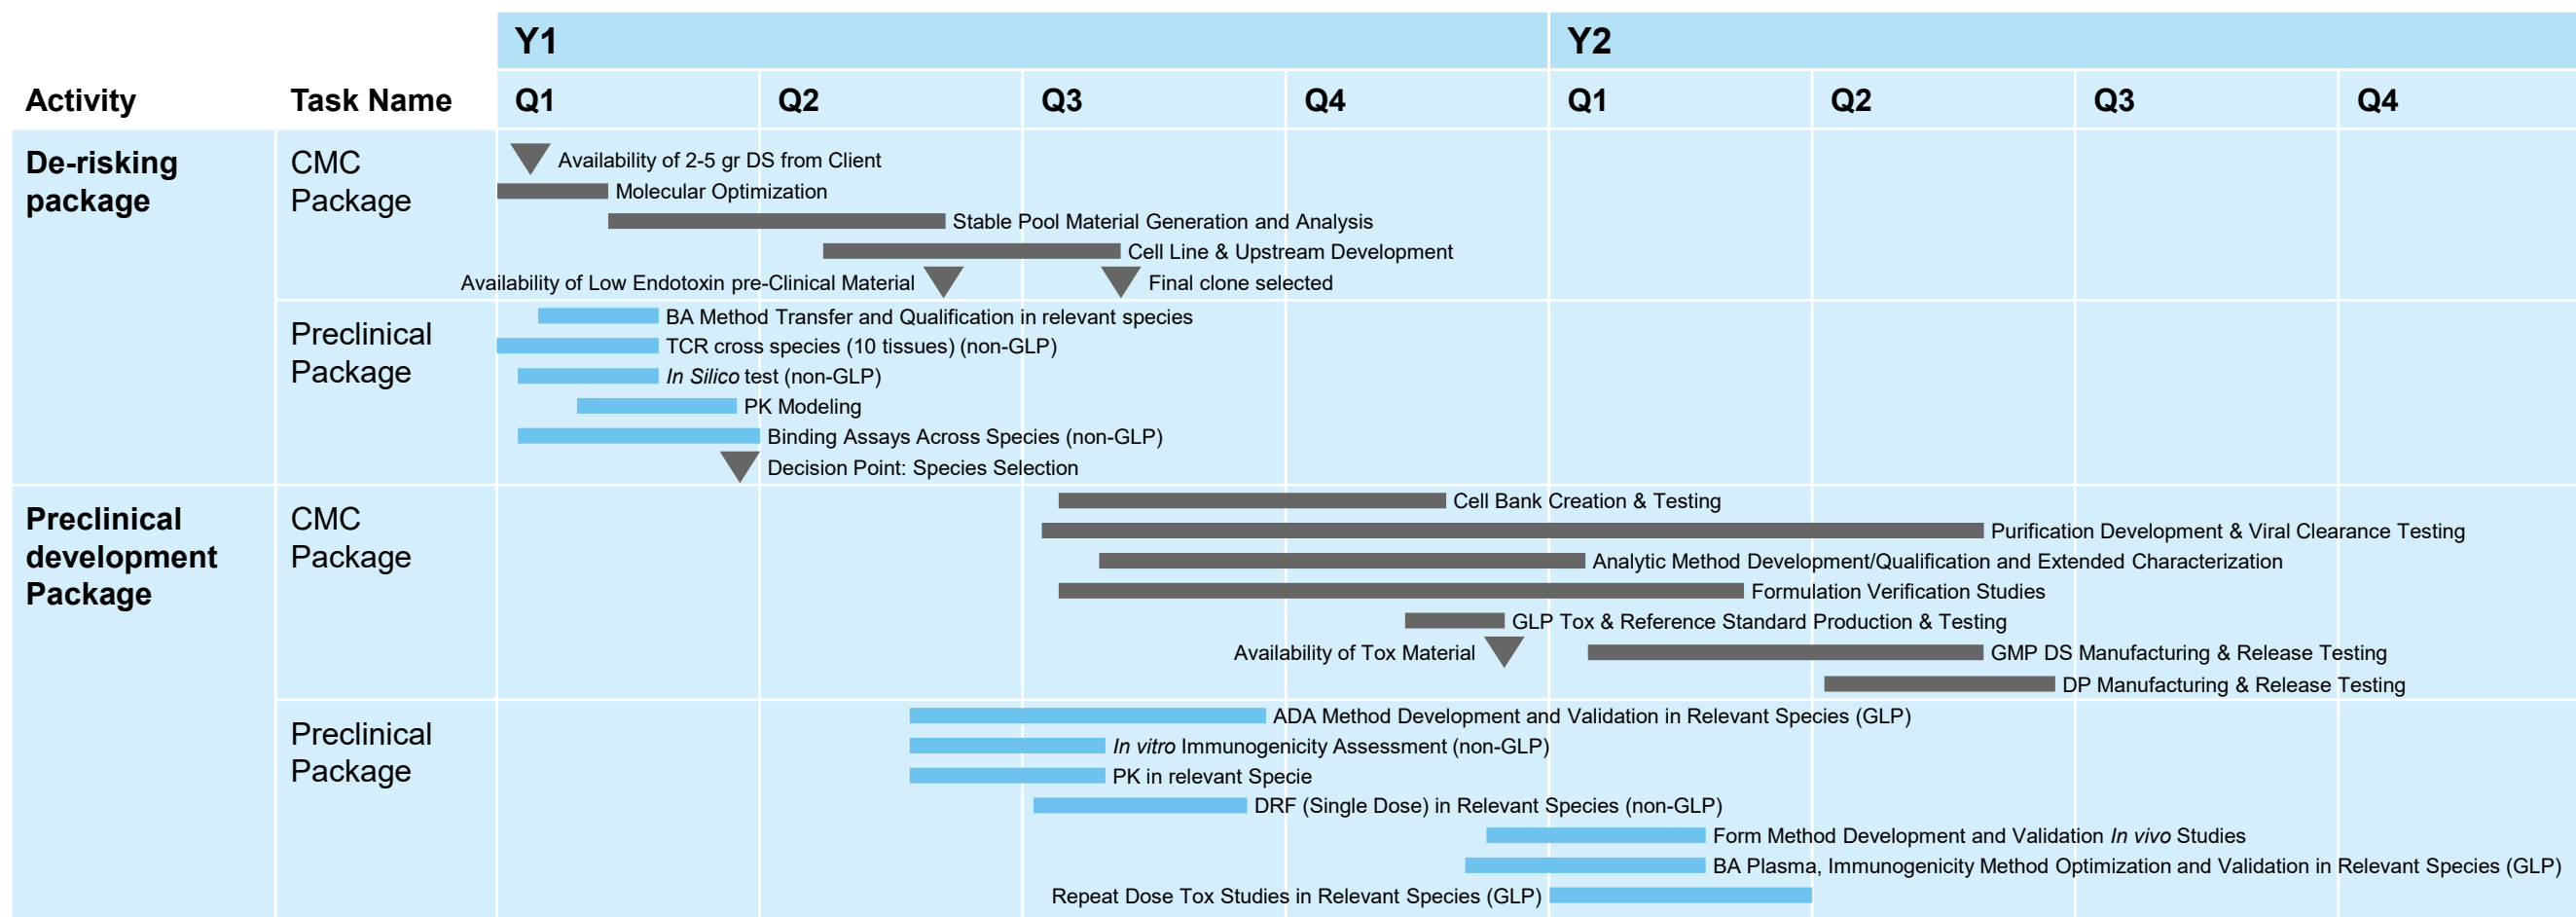 Y1
Y2
Activity
Task Name
Q1
Q2
Q3
Q4
Q1
Q2
Q3
Q4
De-risking
package
CMC
Package
Availability of 2-5 gr DS from Client
Molecular Optimization
Stable Pool Material Generation and Analysis
Cell Line & Upstream Development
Availability of Low Endotoxin pre-Clinical Material
Final clone selected
Preclinical
Package
BA Method Transfer and Qualification in relevant species
TCR cross species (10 tissues) (non-GLP)
In Silico test (non-GLP)
PK Modeling
Binding Assays Across Species (non-GLP)
Decision Point: Species Selection
Preclinical
development
Package
CMC
Package
Cell Bank Creation & Testing
Purification Development & Viral Clearance Testing
Analytic Method Development/Qualification and Extended Characterization
Formulation Verification Studies
GLP Tox & Reference Standard Production & Testing
Availability of Tox Material
GMP DS Manufacturing & Release Testing
DP Manufacturing & Release Testing
Preclinical
Package
ADA Method Development and Validation in Relevant Species (GLP)
In vitro Immunogenicity Assessment (non-GLP)
PK in relevant Specie
DRF (Single Dose) in Relevant Species (non-GLP)
Form Method Development and Validation In vivo Studies
BA Plasma, Immunogenicity Method Optimization and Validation in Relevant Species (GLP)
Repeat Dose Tox Studies in Relevant Species (GLP)